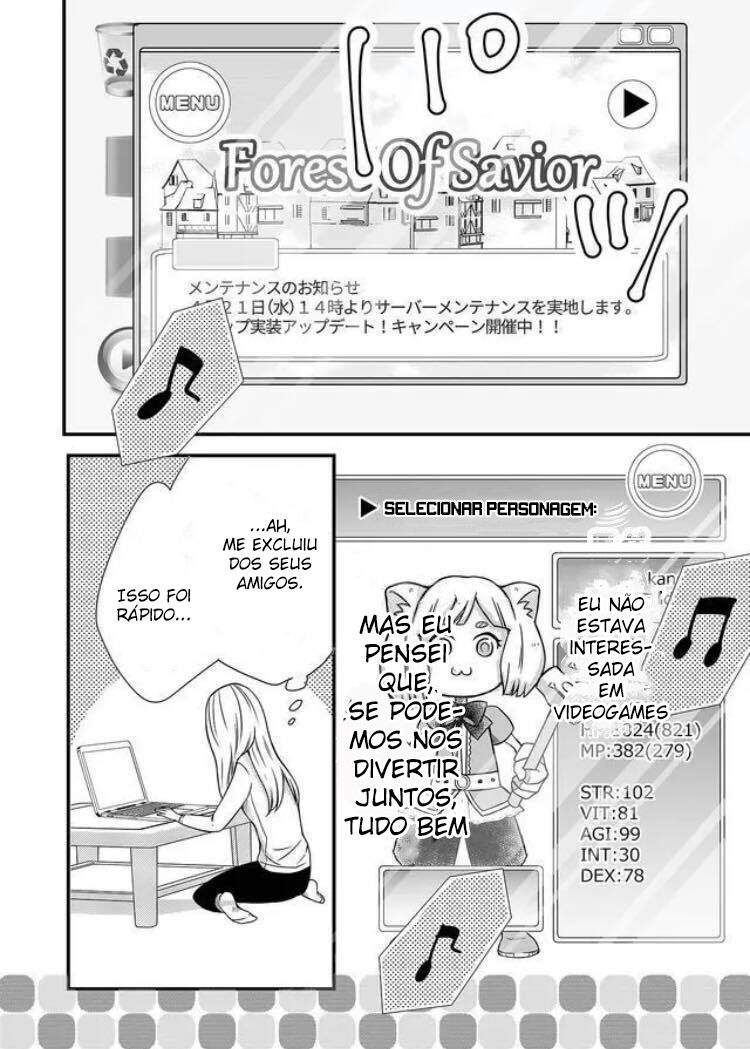 MENU
Forest Of Savior
メンテナンスのお知らせ
21日(水)14時よりサーバーメンテナンスを実地します。
ップ実装アップデート!キャンペーン開催中!!
MENU
SELECIONAR PERSONAGEM:
EU NÃO
ESTAVA
INTERES-
SADA
EM
VIDEOGAMES
MAS EU
PENSEI
QUE,
SE PODE-
MOS NOS
DIVERTIR
JUNTOS,
TUDO BEM
kan
824(821)
MP:382(279)
STR:102
VIT:81
AGI:99
INT:30
DEX:78
...AH,
ME EXCLUIU
DOS SEUS
AMIGOS.
ISSO FOI
RÁPIDO...